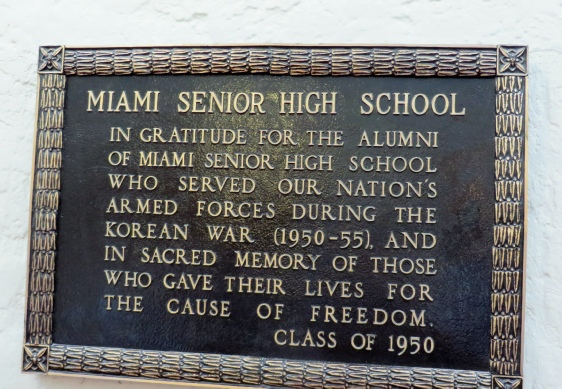 MIAMI SENIOR HIGH SCHOOL
IN GRATITUDE FOR THE ALUMNI
OF MIAMI SENIOR HIGH SCHOOL
WHO SERVED OUR NATION'S
ARMED FORCES DURING THE
KOREAN WAR (1950-55), AND
IN SACRED MEMORY OF THOSE
WHO GAVE THEIR LIVES FOR
THE CAUSE OF FREEDOM.
CLASS OF 1950